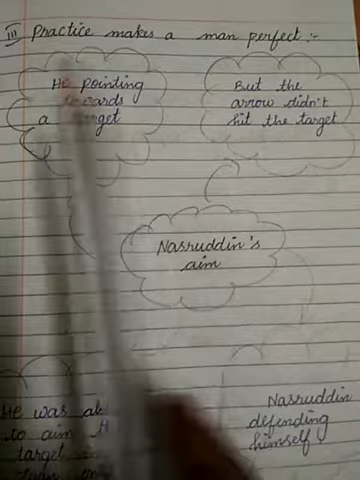 III) Practice makes a man perfect :-
He pointing
towards
a target
But the
arrow didn't
hit the target
Nasruddin's
aim
He was
to aim
target
Nasruddin
defending
himself